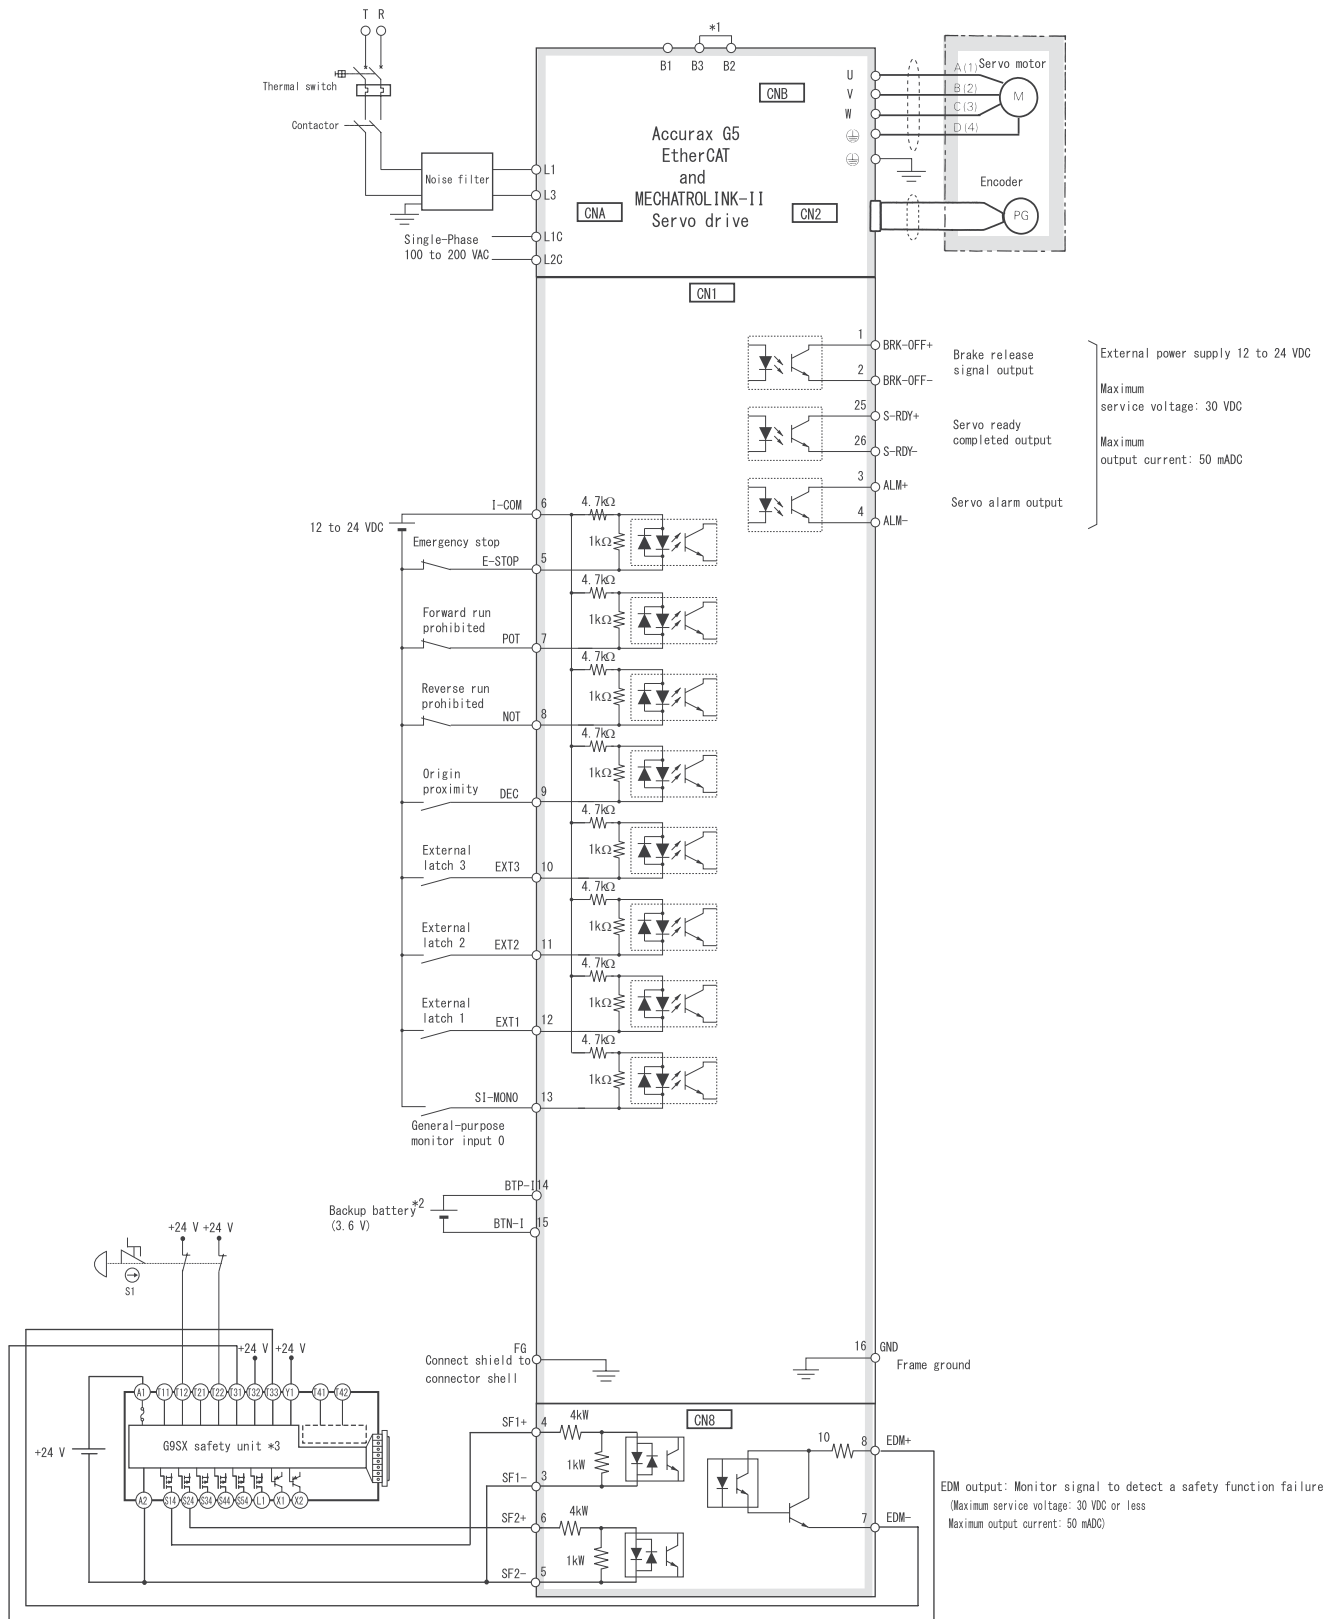 T R
*1
B1 B3 B2
Thermal switch
Contactor
Noise filter
L1
L3
Single-Phase
100 to 200 VAC
L1C
L2C
CNB
CNA
CN2
Accurax G5
EtherCAT
and
MECHATROLINK-II
Servo drive
U
V
W
A(1)
B(2)
C(3)
D(4)
Servo motor
M
Encoder
PG
CN1
1 BRK-OFF+
2 BRK-OFF-
Brake release
signal output
25 S-RDY+
26 S-RDY-
Servo ready
completed output
3 ALM+
4 ALM-
Servo alarm output
External power supply 12 to 24 VDC
Maximum
service voltage: 30 VDC
Maximum
output current: 50 mADC
12 to 24 VDC
I-COM 6
4.7kΩ
1kΩ
Emergency stop
E-STOP 5
4.7kΩ
1kΩ
Forward run
prohibited
POT 7
4.7kΩ
1kΩ
Reverse run
prohibited
NOT 8
4.7kΩ
1kΩ
Origin
proximity
DEC 9
4.7kΩ
1kΩ
External
latch 3
EXT3 10
4.7kΩ
1kΩ
External
latch 2
EXT2 11
4.7kΩ
1kΩ
External
latch 1
EXT1 12
4.7kΩ
1kΩ
SI-MONO 13
General-purpose
monitor input 0
BTP-I 14
Backup battery*2
(3.6 V)
BTN-I 15
+24 V +24 V
S1
FG
Connect shield to
connector shell
16 GND
Frame ground
+24 V +24 V
A1 T11 T12 T21 T22 T31 T32 T33 Y1 T41 T42
+24 V
G9SX safety unit *3
A2 S14 S24 S34 S44 S54 L1 X1 X2
CN8
SF1+ 4
4kW
1kW
SF1- 3
SF2+ 6
4kW
1kW
SF2- 5
10
8 EDM+
7 EDM-
EDM output: Monitor signal to detect a safety function failure
(Maximum service voltage: 30 VDC or less
Maximum output current: 50 mADC)